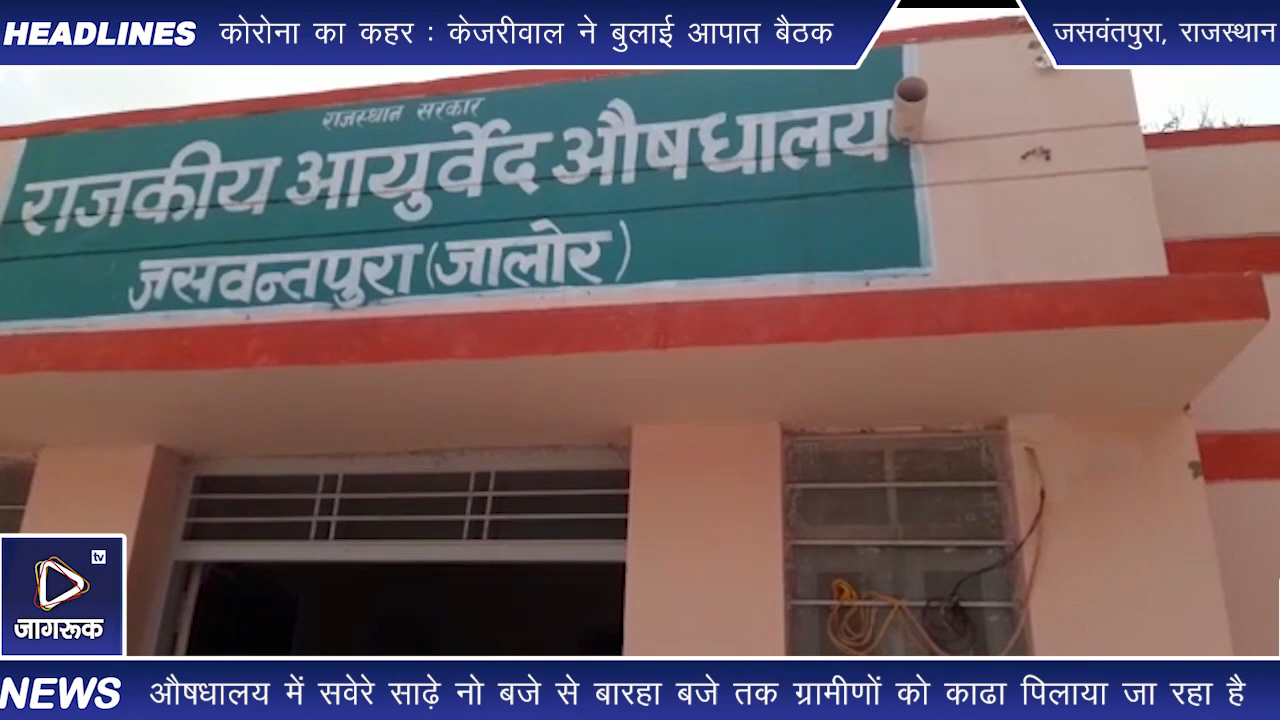 HEADLINES कोरोना का कहर : केजरीवाल ने बुलाई आपात बैठक
जसवंतपुरा, राजस्थान
राजस्थान सरकार
राजकीय आयुर्वेद औषधालय
जसवन्तपुरा (जालोर)
tv
जागरूक
NEWS औषधालय में सवेरे साढ़े नो बजे से बारहा बजे तक ग्रामीणों को काढा पिलाया जा रहा है